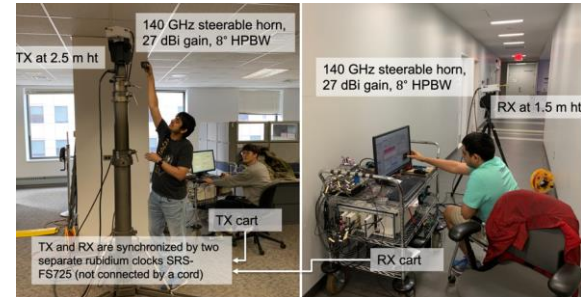 140 GHz steerable horn,
27 dBi gain, 8° HPBW
TX at 2.5 m ht
TX cart
TX and RX are synchronized by two
separate rubidium clocks SRS-
FS725 (not connected by a cord)
140 GHz steerable horn,
27 dBi gain, 8° HPBW
RX at 1.5 m ht
RX cart